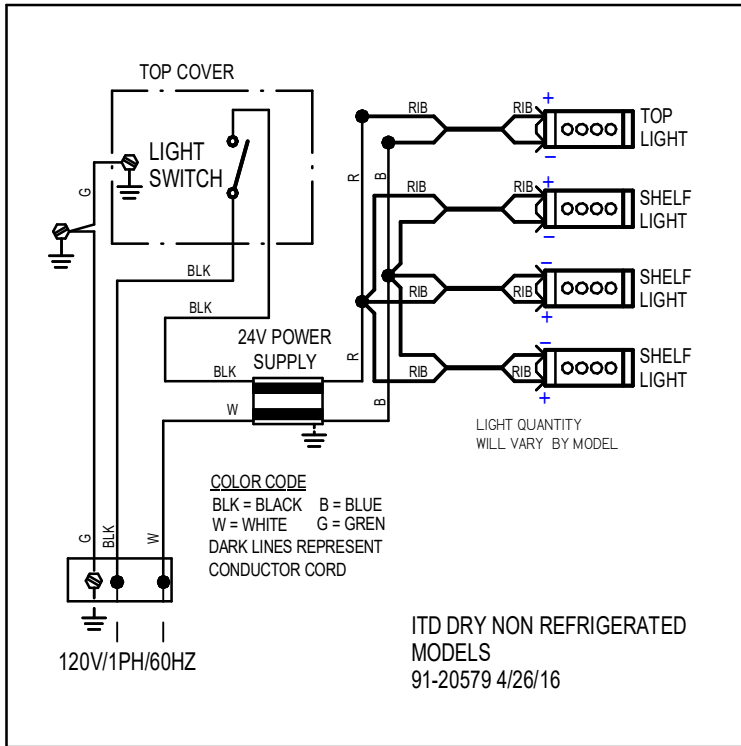 TOP COVER
LIGHT
SWITCH
G
BLK
BLK
24V POWER
SUPPLY
BLK
W
R
B
R
B
RIB
RIB
+
−
TOP
LIGHT
RIB
RIB
+
−
SHELF
LIGHT
RIB
RIB
−
+
SHELF
LIGHT
RIB
RIB
−
+
SHELF
LIGHT
LIGHT QUANTITY
WILL VARY BY MODEL
COLOR CODE
BLK = BLACK B = BLUE
W = WHITE G = GREN
DARK LINES REPRESENT
CONDUCTOR CORD
G
BLK
W
120V/1PH/60HZ
ITD DRY NON REFRIGERATED
MODELS
91-20579 4/26/16